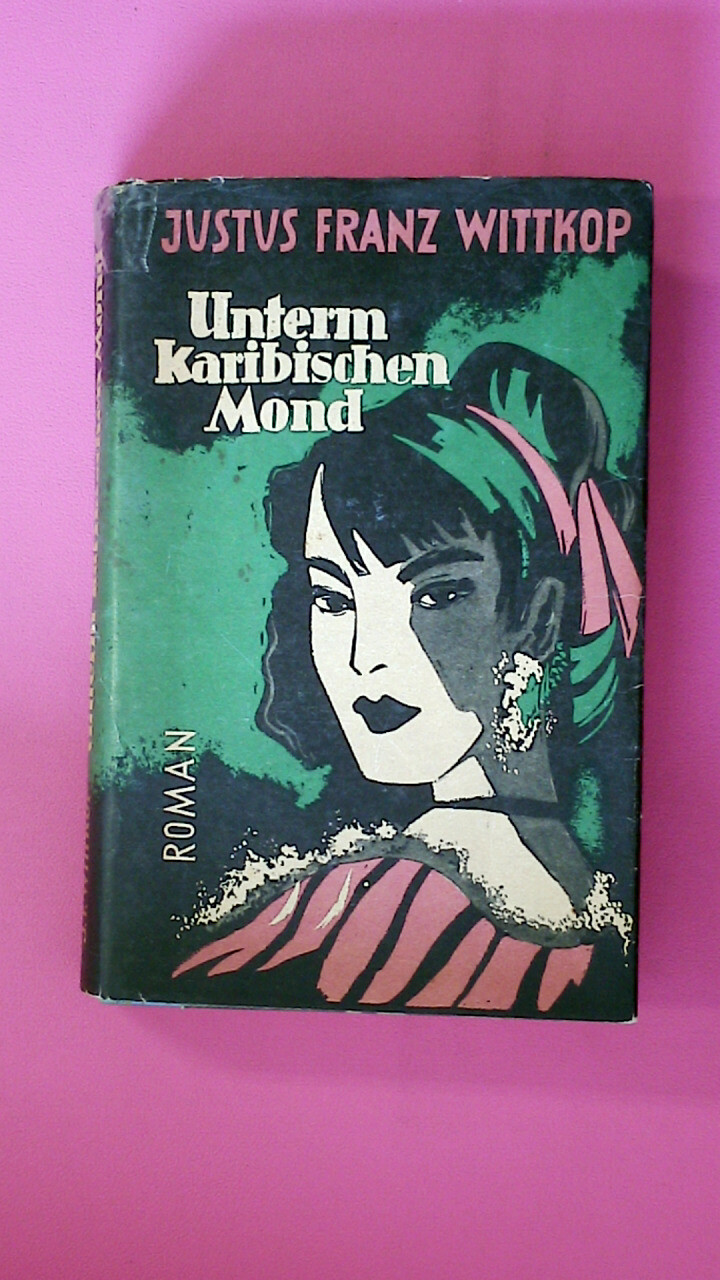 JUSTUS FRANZ WITTKOP
Unterm
Karibischen
Mond
ROMAN